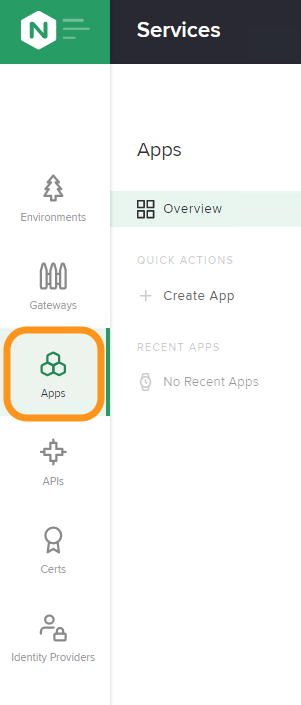 N
Services
Environments
Gateways
Apps
APIs
Certs
Identity Providers
Apps
Overview
QUICK ACTIONS
Create App
RECENT APPS
No Recent Apps